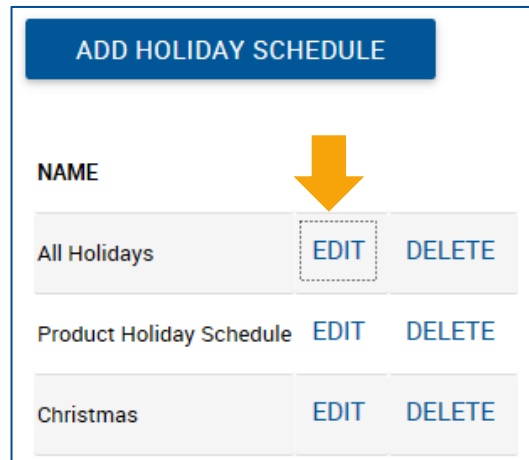 ADD HOLIDAY SCHEDULE
NAME
All Holidays EDIT DELETE
Product Holiday Schedule EDIT DELETE
Christmas EDIT DELETE